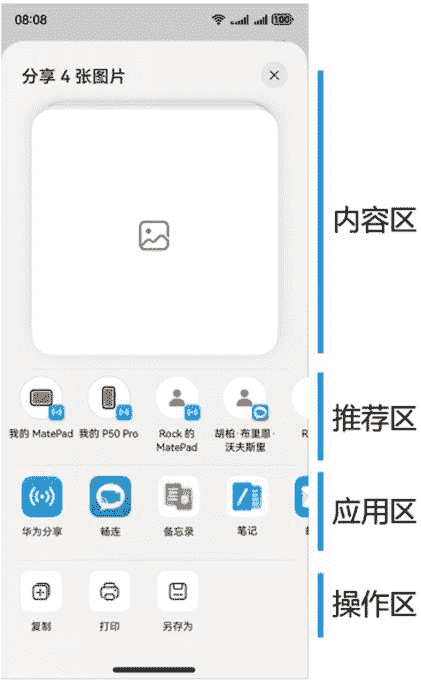 08:08
100
分享 4 张图片
内容区
我的 MatePad
我的 P50 Pro
Rock 的
MatePad
胡柏·布里恩·
沃夫斯里
R
推荐区
华为分享
畅连
备忘录
笔记
应用区
复制
打印
另存为
操作区